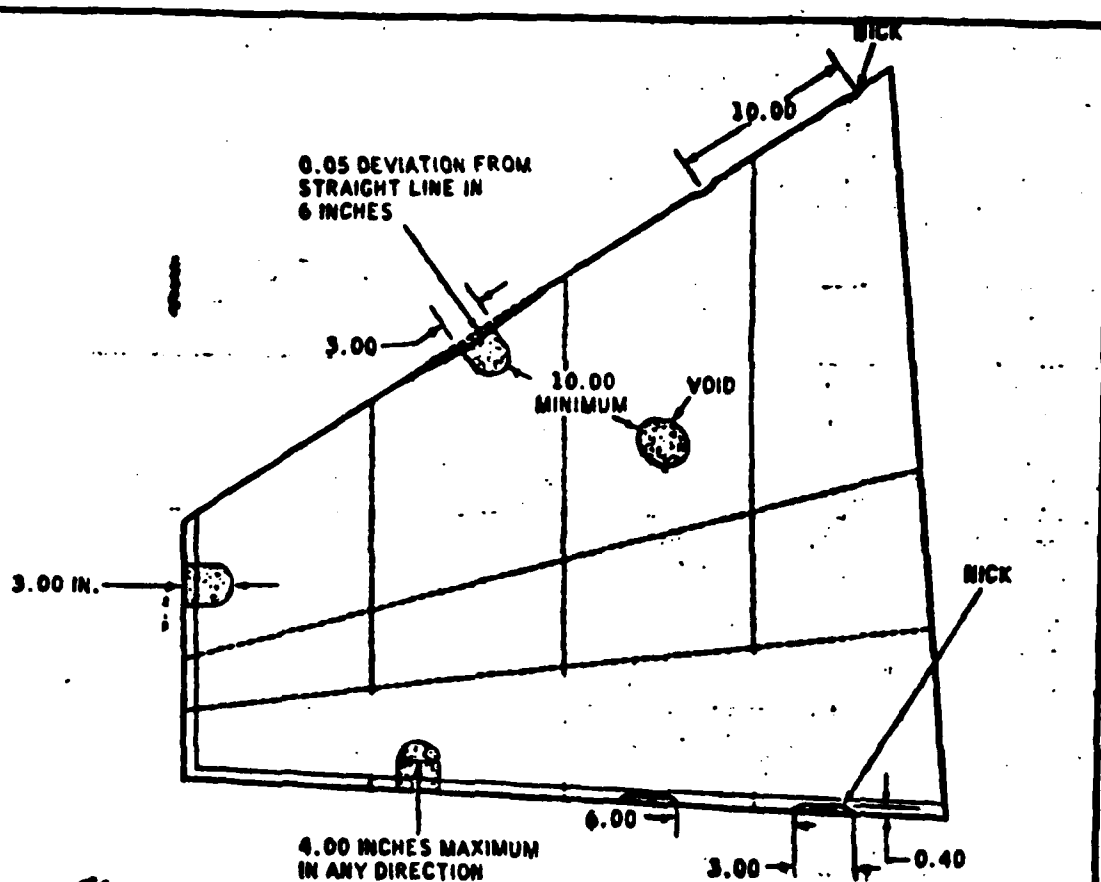 NICK
10.00
0.05 DEVIATION FROM
STRAIGHT LINE IN
6 INCHES
3.00
10.00
MINIMUM
VOID
3.00 IN.
NICK
6.00
4.00 INCHES MAXIMUM
IN ANY DIRECTION
3.00
0.40